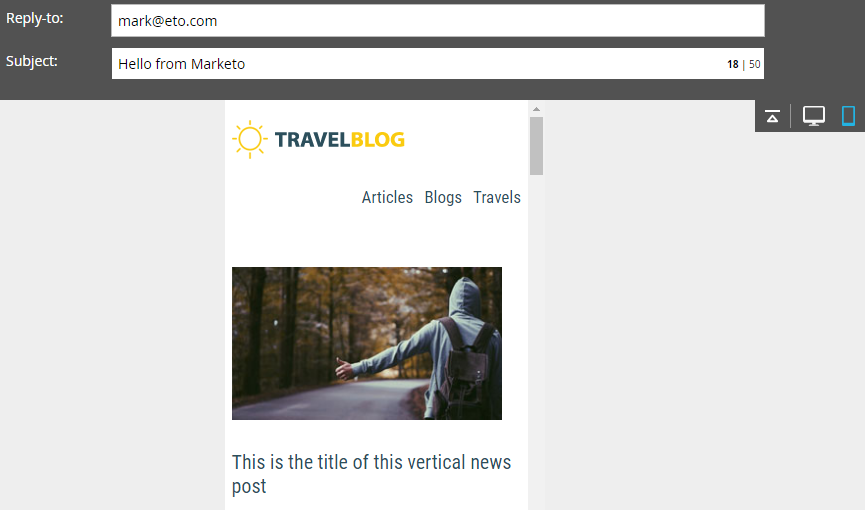 Reply-to:
mark@eto.com
Subject:
Hello from Marketo
18 | 50
TRAVELBLOG
Articles Blogs Travels
This is the title of this vertical news
post